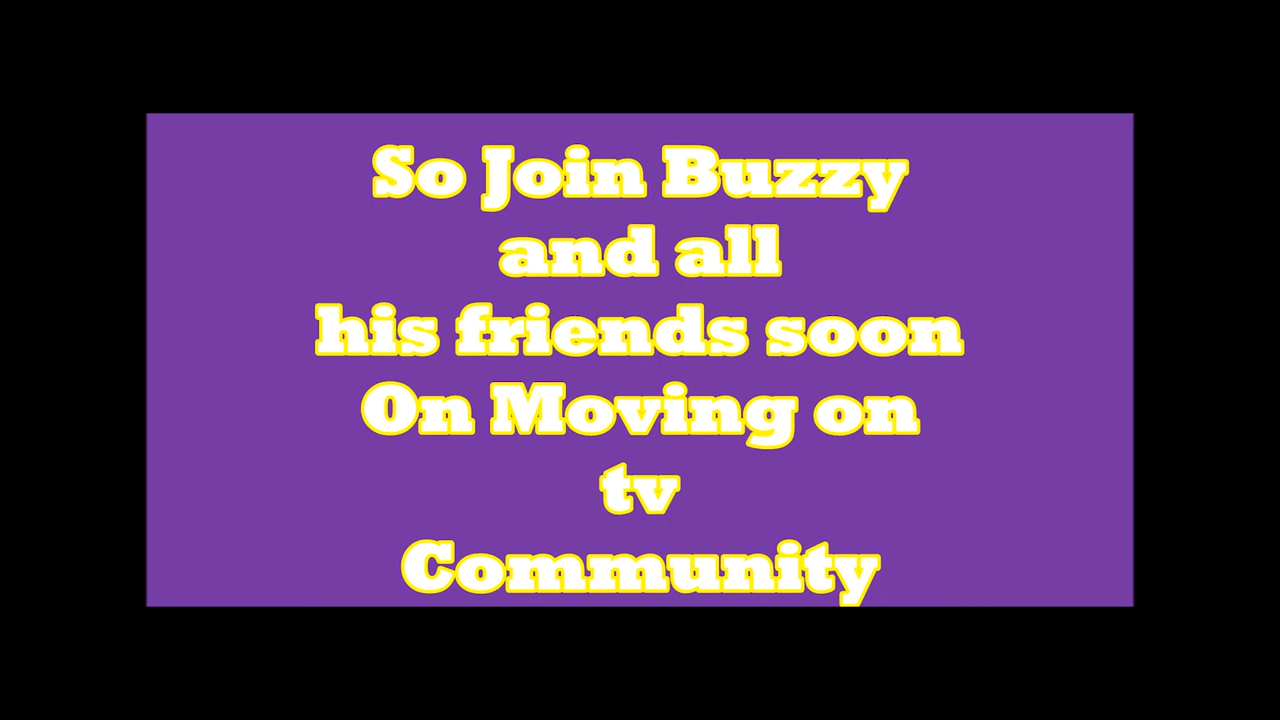 So Join Buzzy
and all
his friends soon
On Moving on
tv
Community